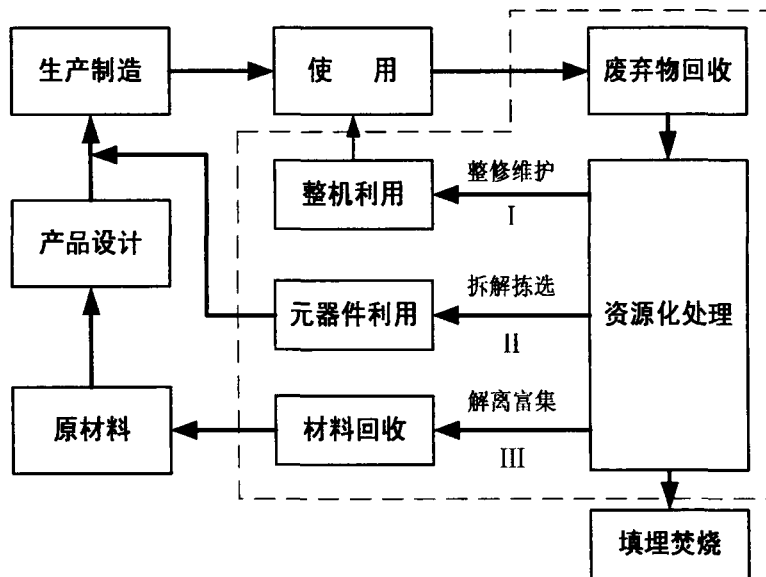 生产制造
使 用
废弃物回收
整机利用
整修维护
I
产品设计
元器件利用
拆解拣选
II
资源化处理
原材料
材料回收
解离富集
III
填埋焚烧